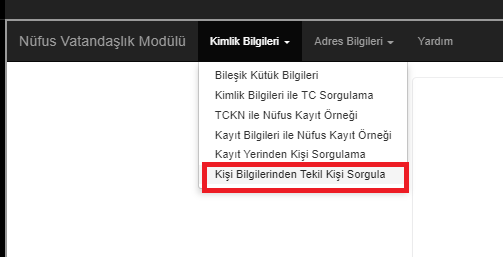 Nüfus Vatandaşlık Modülü Kimlik Bilgileri Adres Bilgileri Yardım
Bileşik Kütük Bilgileri
Kimlik Bilgileri ile TC Sorgulama
TCKN ile Nüfus Kayıt Örneği
Kayıt Bilgileri ile Nüfus Kayıt Örneği
Kayıt Yerinden Kişi Sorgulama
Kişi Bilgilerinden Tekil Kişi Sorgula